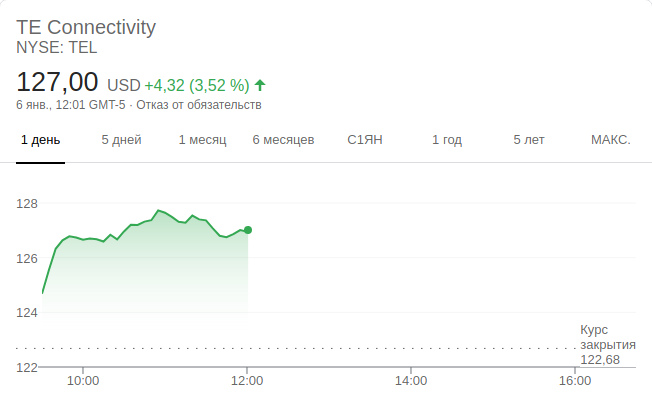 TE Connectivity
NYSE: TEL
127,00 USD +4,32 (3,52 %)
6 янв., 12:01 GMT-5 · Отказ от обязательств
1 день 5 дней 1 месяц 6 месяцев С1ЯН 1 год 5 лет МАКС.
128
126
124
Курс
закрытия
122,68
122
10:00 12:00 14:00 16:00